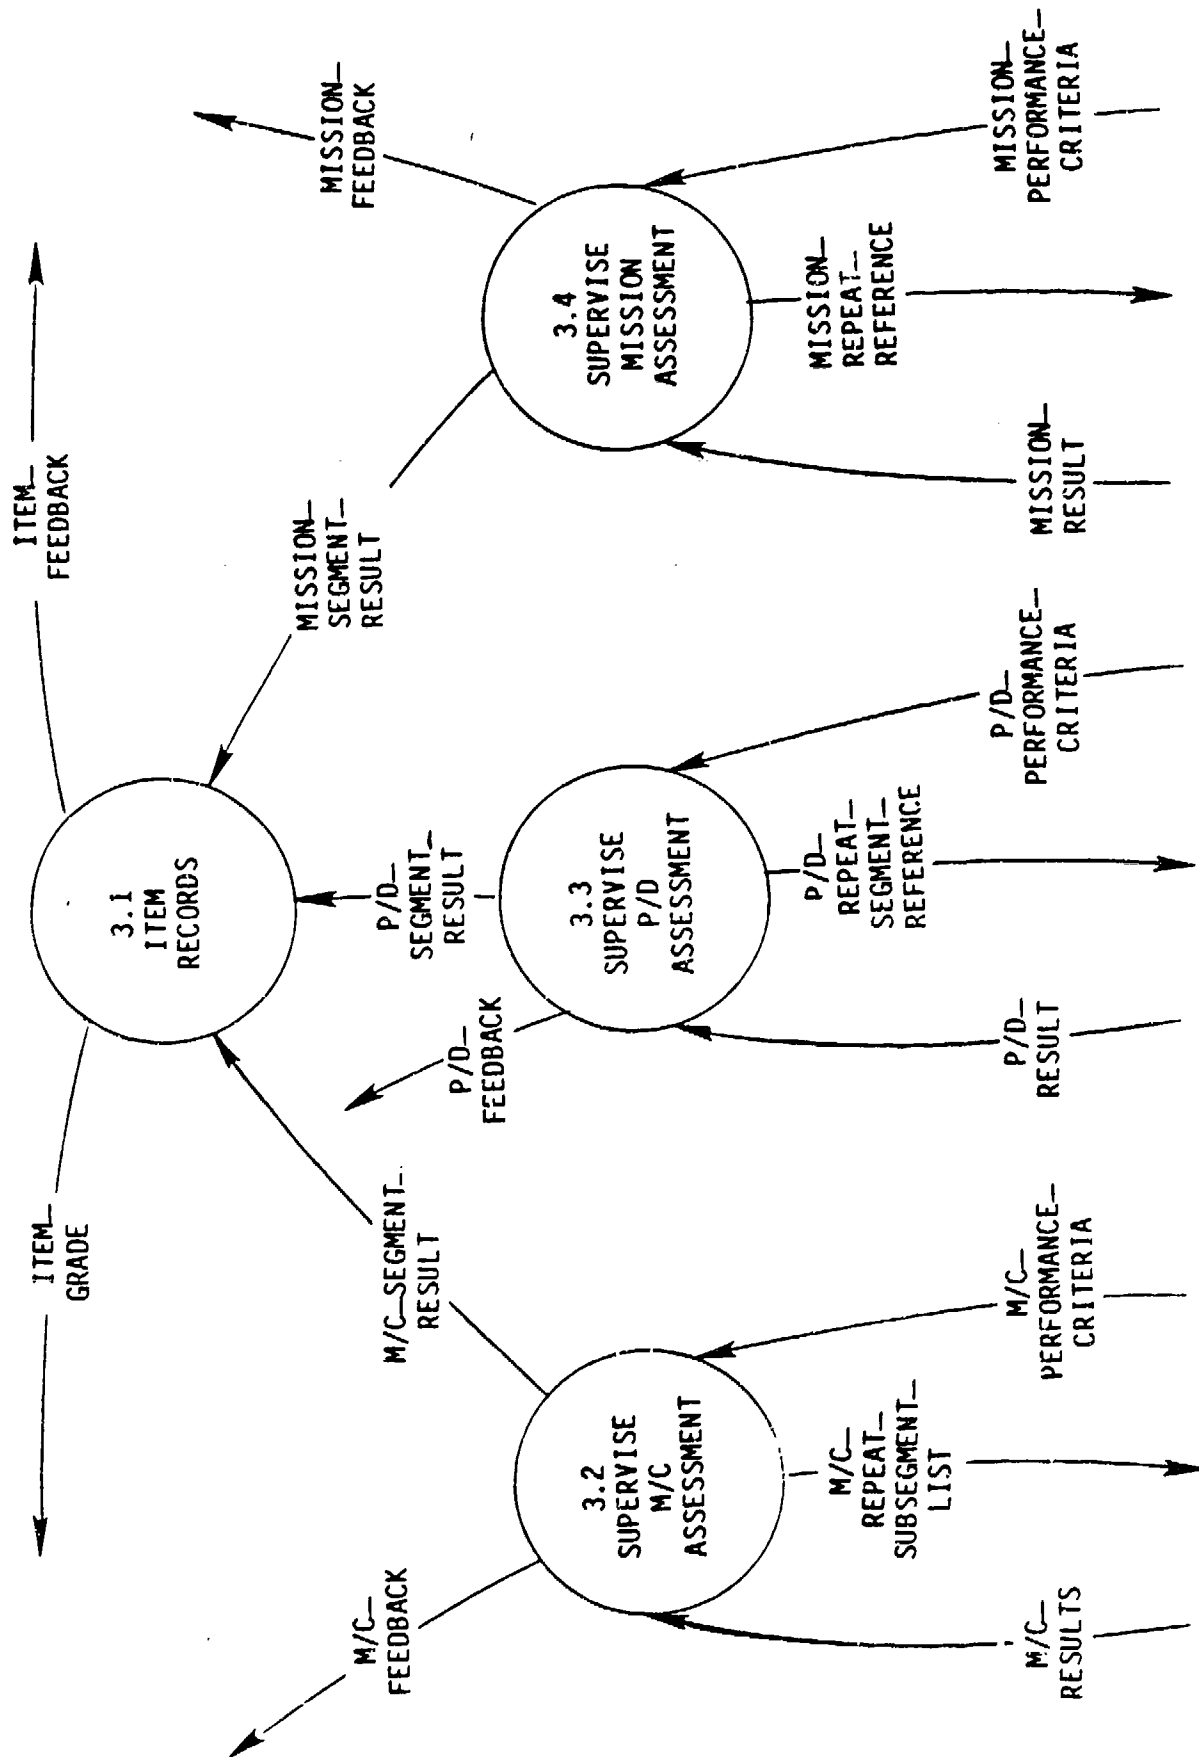 ITEM_
GRADE
ITEM_
FEEDBACK
3.1
ITEM
RECORDS
M/C_
FEEDBACK
M/C_SEGMENT_
RESULT
P/D_
FEEDBACK
P/D_
SEGMENT_
RESULT
MISSION_
SEGMENT_
RESULT
MISSION_
FEEDBACK
3.2
SUPERVISE
M/C
ASSESSMENT
3.3
SUPERVISE
P/D
ASSESSMENT
3.4
SUPERVISE
MISSION
ASSESSMENT
M/C_
RESULTS
M/C_
REPEAT_
SUBSEGMENT_
LIST
M/C_
PERFORMANCE_
CRITERIA
P/D_
RESULT
P/D_
REPEAT_
SEGMENT_
REFERENCE
P/D_
PERFORMANCE_
CRITERIA
MISSION_
RESULT
MISSION_
REPEAT_
REFERENCE
MISSION_
PERFORMANCE_
CRITERIA